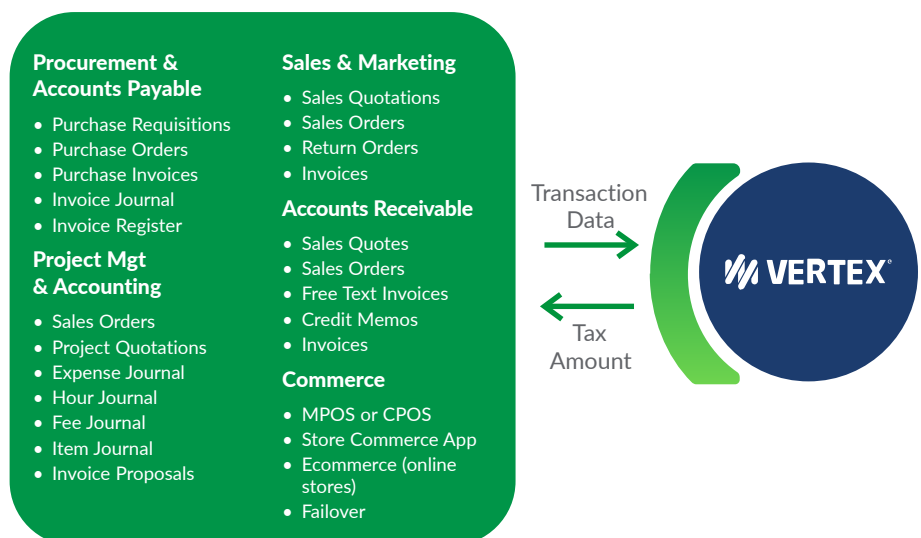 Procurement &
Accounts Payable
• Purchase Requisitions
• Purchase Orders
• Purchase Invoices
• Invoice Journal
• Invoice Register
Project Mgt
& Accounting
• Sales Orders
• Project Quotations
• Expense Journal
• Hour Journal
• Fee Journal
• Item Journal
• Invoice Proposals
Sales & Marketing
• Sales Quotations
• Sales Orders
• Return Orders
• Invoices
Accounts Receivable
• Sales Quotes
• Sales Orders
• Free Text Invoices
• Credit Memos
• Invoices
Commerce
• MPOS or CPOS
• Store Commerce App
• Ecommerce (online
stores)
• Failover
Transaction
Data
Tax
Amount
VERTEX